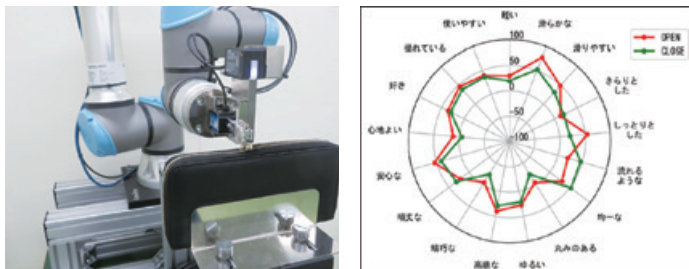 軽い
使いやすい
滑らかな
OPEN
CLOSE
優れている
滑りやすい
100
50
0
-50
-100
好き
さらりと
した
心地よい
しっとりと
した
安心な
流れる
ような
頑丈な
均一な
精巧な
丸みのある
高級な
ゆるい